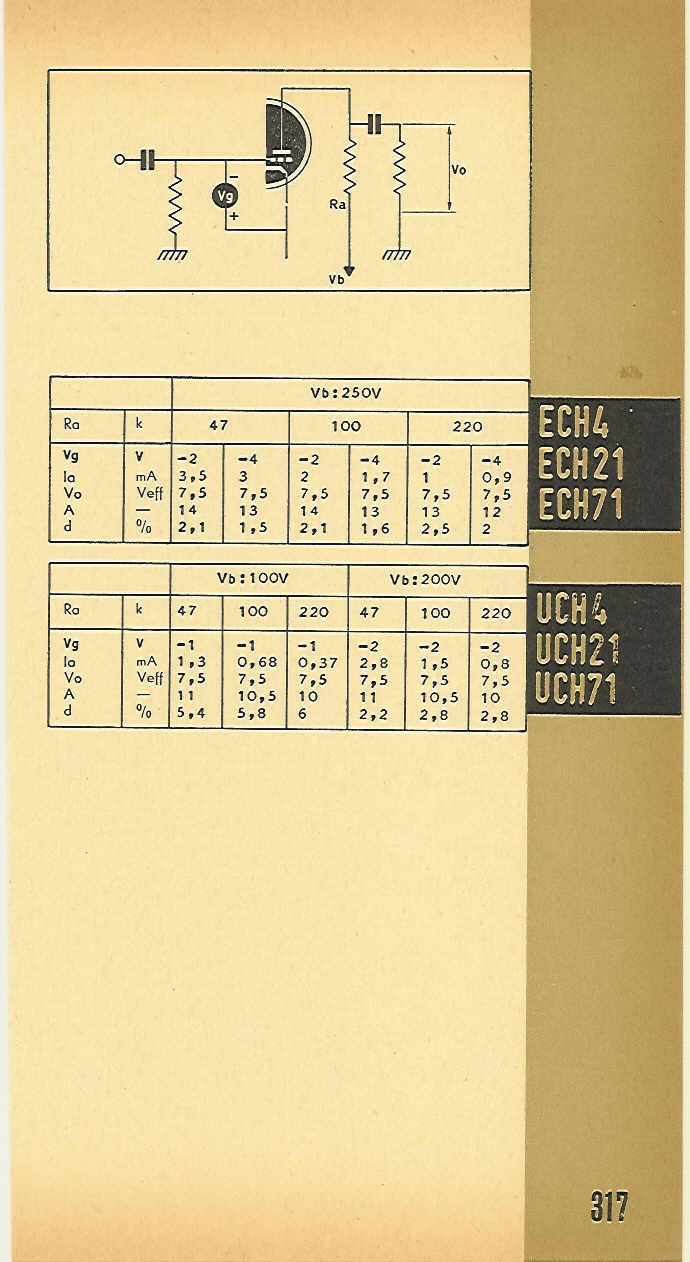 −
Vg
+
Ra
Vo
Vb
Vb:250V
Ra k 47 100 220
Vg V −2 −4 −2 −4 −2 −4
Ia mA 3,5 3 2 1,7 1 0,9
Vo Veff 7,5 7,5 7,5 7,5 7,5 7,5
A — 14 13 14 13 13 12
d % 2,1 1,5 2,1 1,6 2,5 2
ECH4
ECH21
ECH71
Vb:100V Vb:200V
Ra k 47 100 220 47 100 220
Vg V −1 −1 −1 −2 −2 −2
Ia mA 1,3 0,68 0,37 2,8 1,5 0,8
Vo Veff 7,5 7,5 7,5 7,5 7,5 7,5
A — 11 10,5 10 11 10,5 10
d % 5,4 5,8 6 2,2 2,8 2,8
UCH4
UCH21
UCH71
317